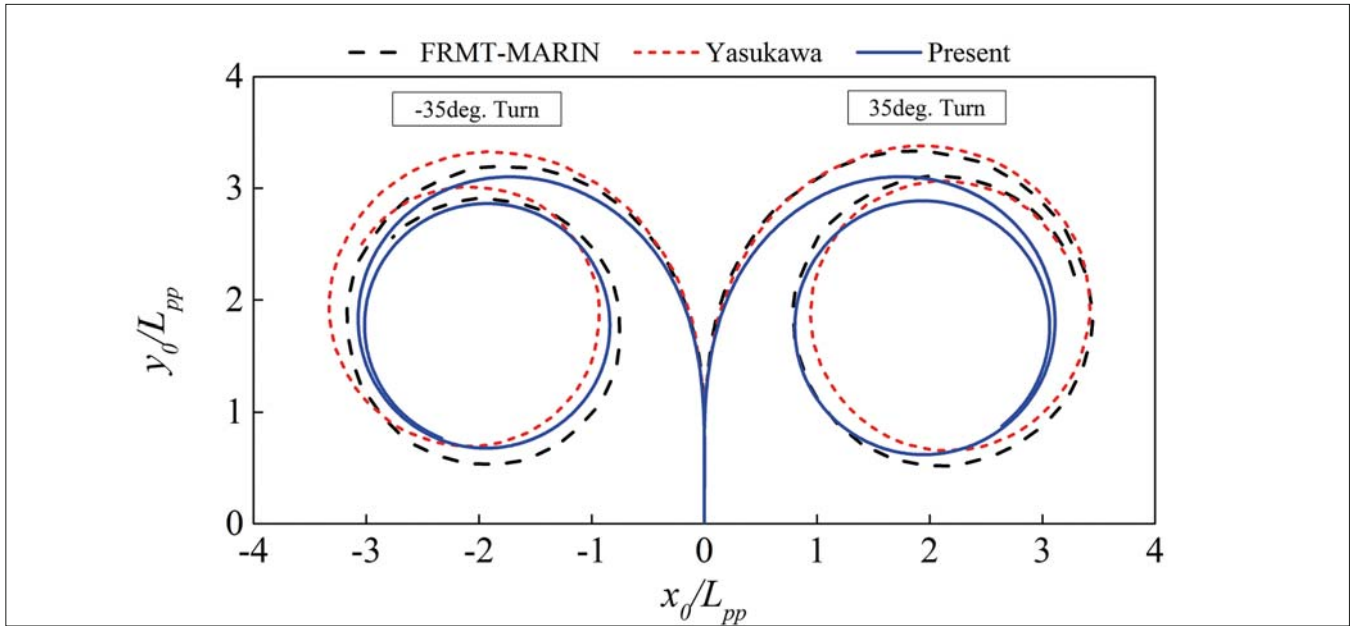 FRMT-MARIN Yasukawa Present
-35deg. Turn 35deg. Turn
4
3
2
1
0
y0/Lpp
-4 -3 -2 -1 0 1 2 3 4
x0/Lpp